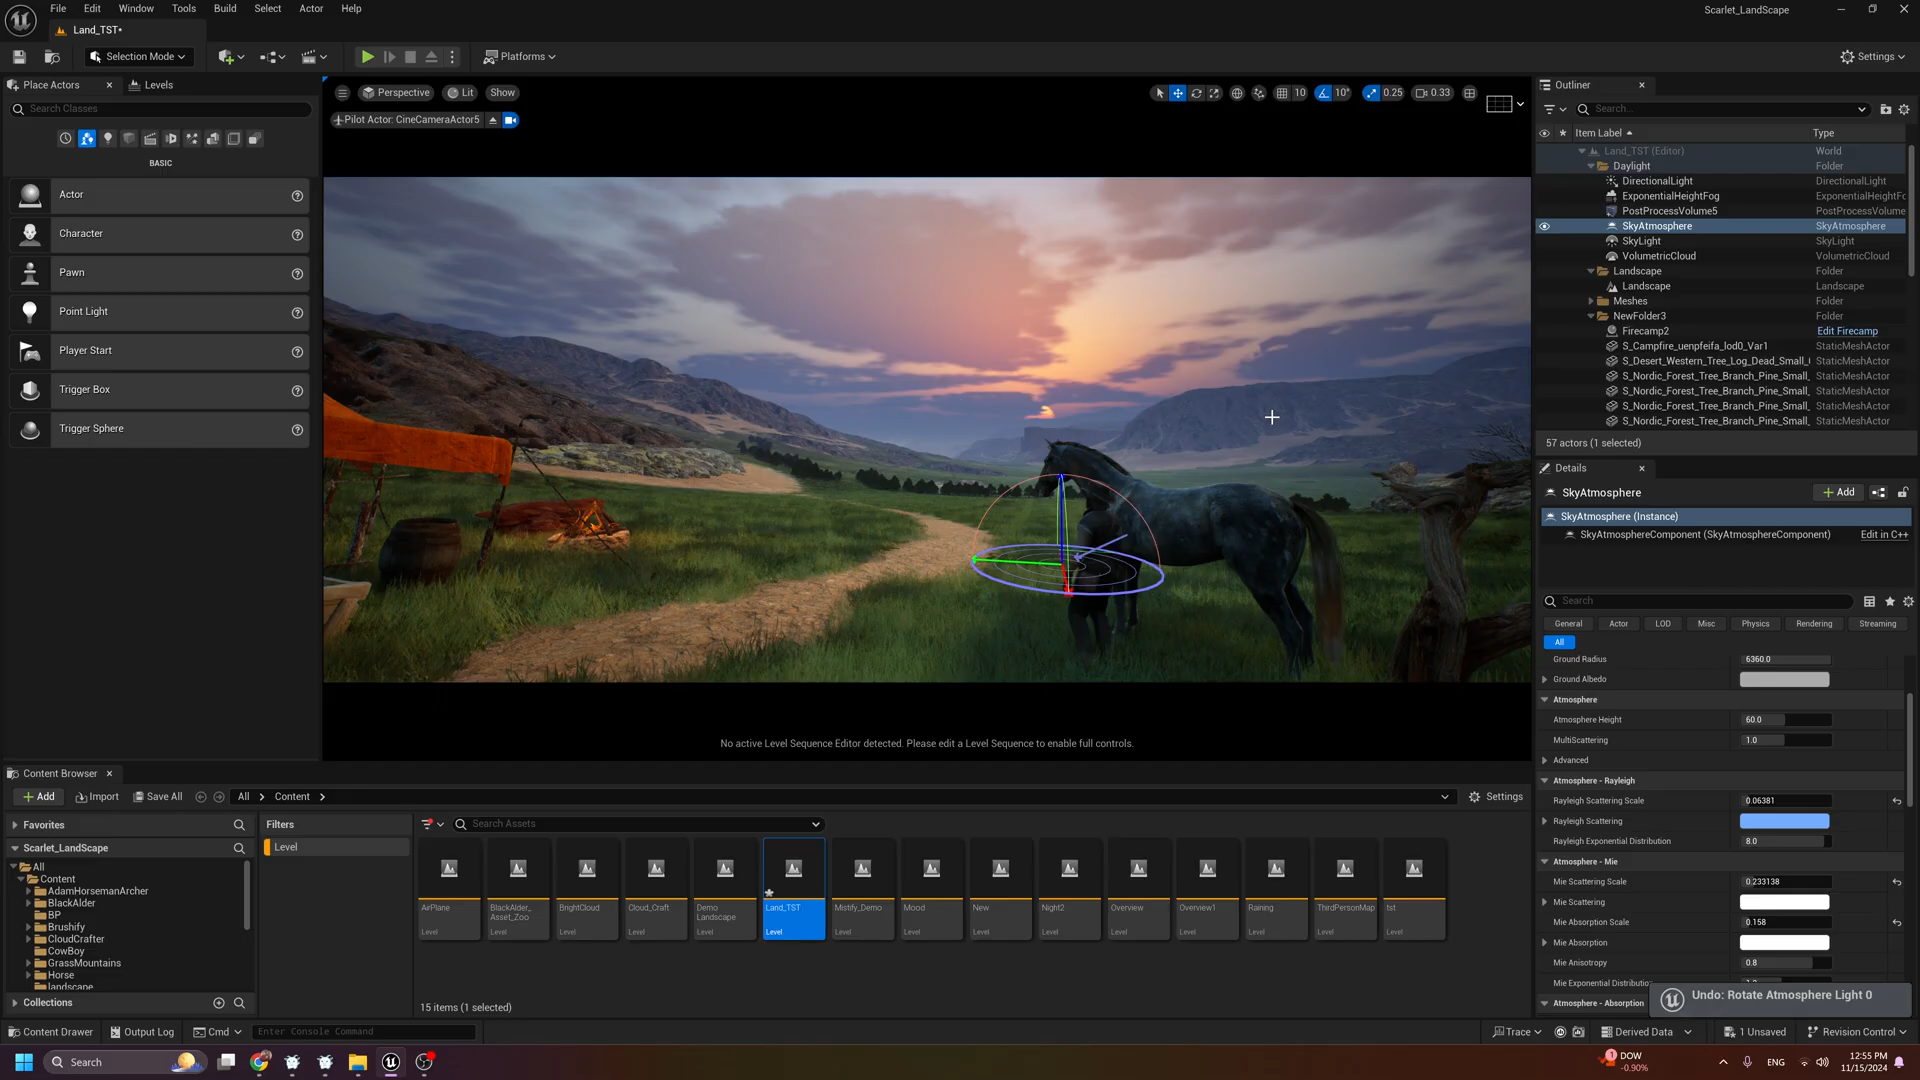 File Edit Window Tools Build Select Actor Help
Scarlet_LandScape
Land_TST•
Selection Mode
Platforms
Settings
Place Actors
Levels
Search Classes
BASIC
Actor
Character
Pawn
Point Light
Player Start
Trigger Box
Trigger Sphere
Perspective Lit Show
10 10° 0.25 0.33
Pilot Actor: CineCameraActor5
No active Level Sequence Editor detected. Please edit a Level Sequence to enable full controls.
Outliner
Search...
Item Label Type
Land_TST (Editor) World
Daylight Folder
DirectionalLight DirectionalLight
ExponentialHeightFog ExponentialHeightFo
PostProcessVolume5 PostProcessVolume
SkyAtmosphere SkyAtmosphere
SkyLight SkyLight
VolumetricCloud VolumetricCloud
Landscape Folder
Landscape Landscape
Meshes Folder
NewFolder3 Folder
Firecamp2 Edit Firecamp
S_Campfire_uenpfeifa_lod0_Var1 StaticMeshActor
S_Desert_Western_Tree_Log_Dead_Small_ StaticMeshActor
S_Nordic_Forest_Tree_Branch_Pine_Small_ StaticMeshActor
S_Nordic_Forest_Tree_Branch_Pine_Small_ StaticMeshActor
S_Nordic_Forest_Tree_Branch_Pine_Small_ StaticMeshActor
S_Nordic_Forest_Tree_Branch_Pine_Small_ StaticMeshActor
57 actors (1 selected)
Details
SkyAtmosphere
Add
SkyAtmosphere (Instance)
SkyAtmosphereComponent (SkyAtmosphereComponent) Edit in C++
Search
General Actor LOD Misc Physics Rendering Streaming
All
Ground Radius 6360.0
Ground Albedo
Atmosphere
Atmosphere Height 60.0
MultiScattering 1.0
Advanced
Atmosphere - Rayleigh
Rayleigh Scattering Scale 0.06381
Rayleigh Scattering
Rayleigh Exponential Distribution 8.0
Atmosphere - Mie
Mie Scattering Scale 0.233138
Mie Scattering
Mie Absorption Scale 0.158
Mie Absorption
Mie Anisotropy 0.8
Mie Exponential Distributio
Atmosphere - Absorption
Undo: Rotate Atmosphere Light 0
Content Browser
Add Import Save All All Content
Settings
Favorites
Filters
Search Assets
Scarlet_LandScape
Level
All
Content
AdamHorsemanArcher
BlackAlder
BP
Brushify
CloudCrafter
CowBoy
GrassMountains
Horse
landscape
Collections
AirPlane
Level
BlackAlder_
Asset_Zoo
Level
BrightCloud
Level
Cloud_Craft
Level
Demo
Landscape
Level
Land_TST
Level
Mistify_Demo
Level
Mood
Level
New
Level
Night2
Level
Overview
Level
Overview1
Level
Raining
Level
ThirdPersonMap
Level
tst
Level
15 items (1 selected)
Content Drawer Output Log Cmd Enter Console Command
Trace Derived Data 1 Unsaved Revision Control
Search
1
DOW
-0.90%
ENG
12:55 PM
11/15/2024